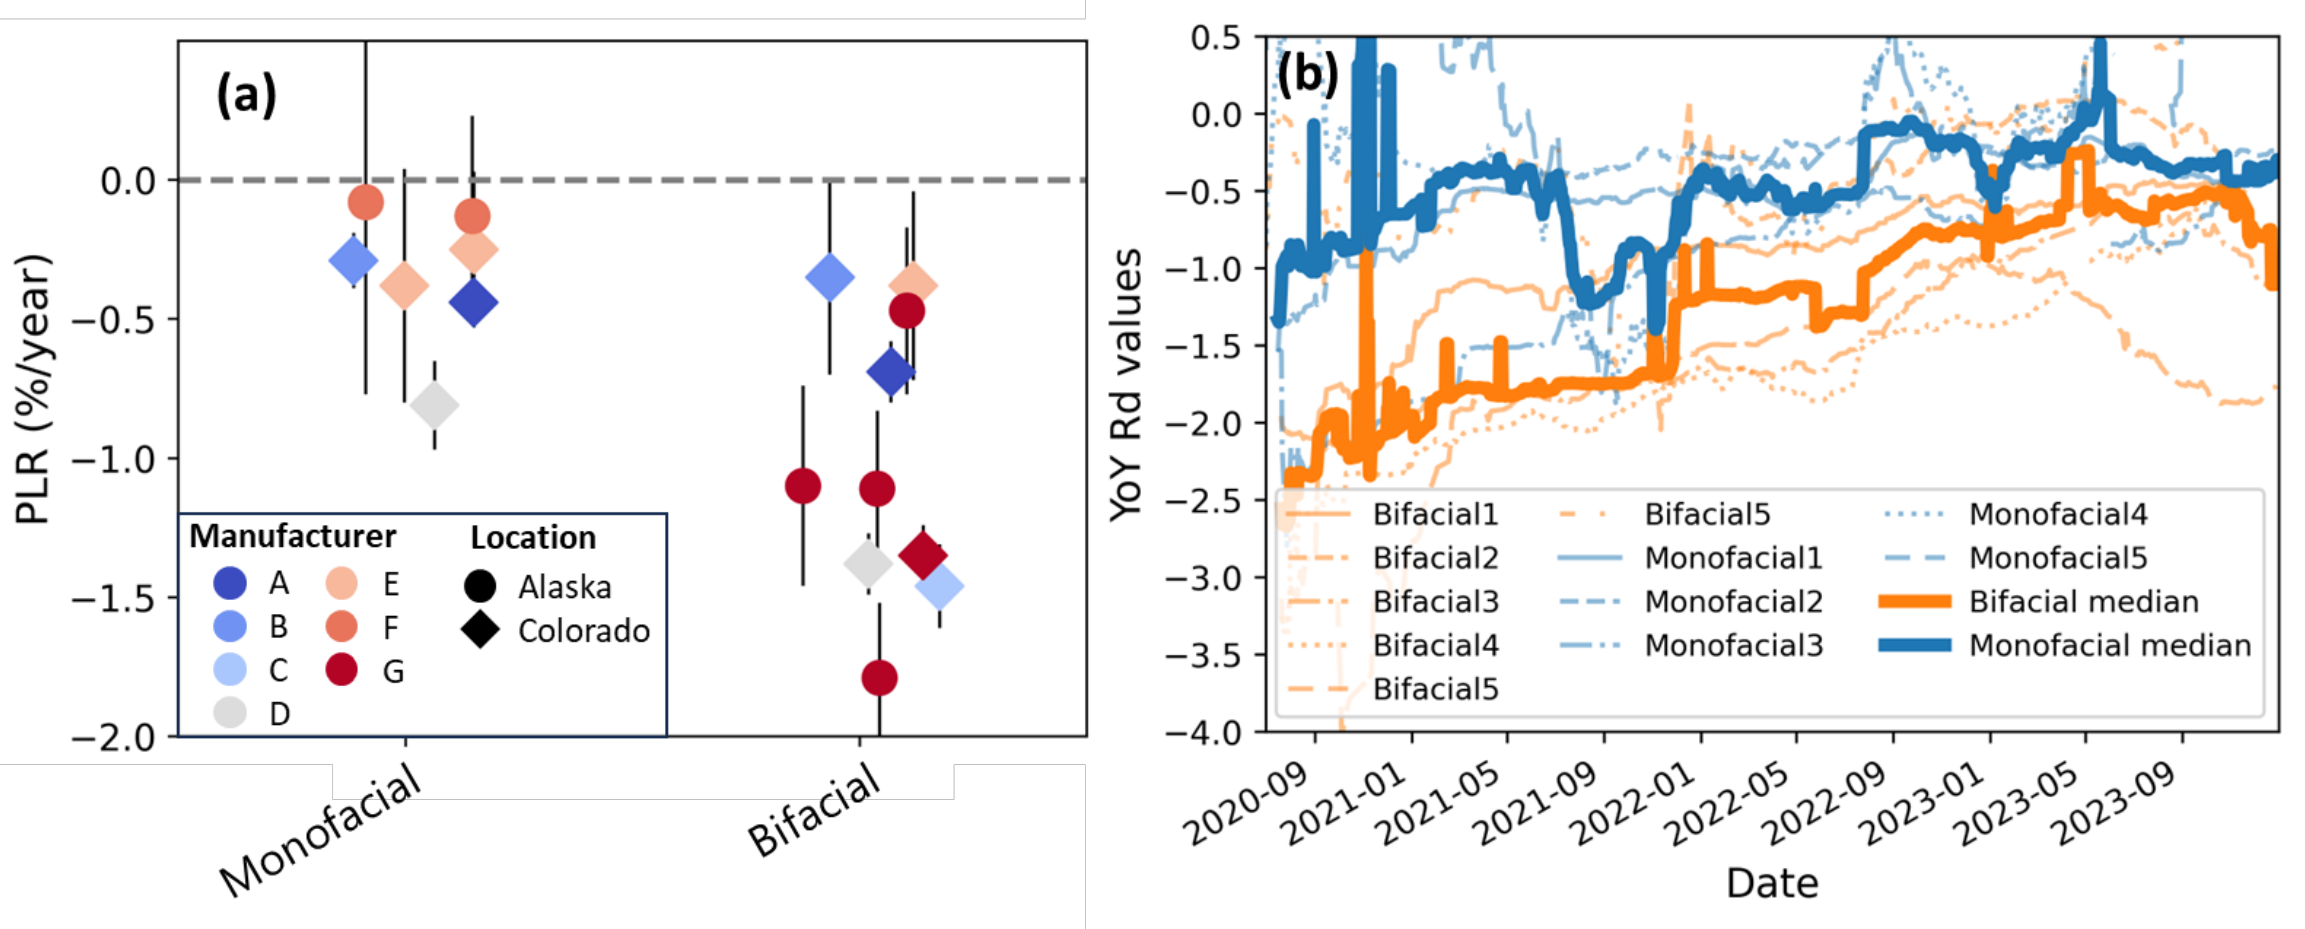 (a)
PLR (%/year)
0.0
−0.5
−1.0
−1.5
−2.0
Manufacturer
A
B
C
D
E
F
G
Location
Alaska
Colorado
Monofacial
Bifacial
(b)
YoY Rd values
0.5
0.0
−0.5
−1.0
−1.5
−2.0
−2.5
−3.0
−3.5
−4.0
Bifacial1
Bifacial2
Bifacial3
Bifacial4
Bifacial5
Bifacial5
Monofacial1
Monofacial2
Monofacial3
Monofacial4
Monofacial5
Bifacial median
Monofacial median
2020-09
2021-01
2021-05
2021-09
2022-01
2022-05
2022-09
2023-01
2023-05
2023-09
Date